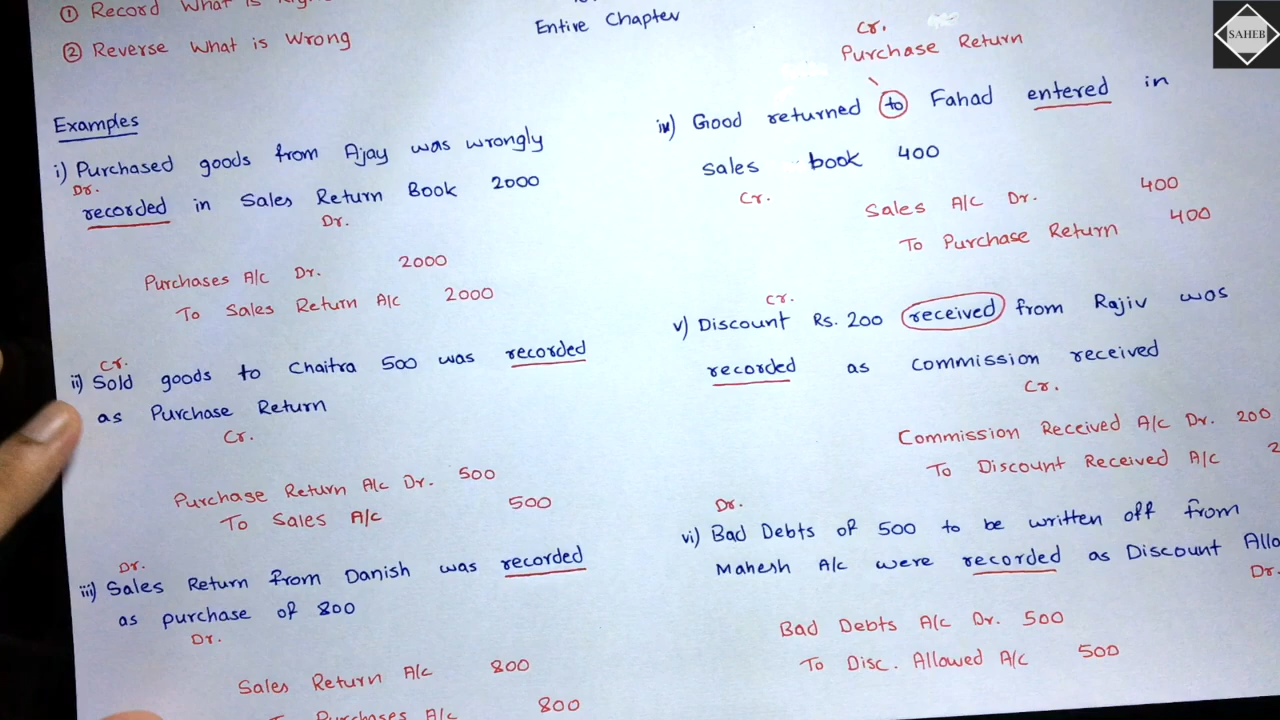 ① Record What is
② Reverse What is Wrong
Entire Chapter
Examples
i) Purchased goods from Ajay was wrongly
Dr.
recorded in Sales Return Book 2000
Dr.
Purchases A/c Dr. 2000
To Sales Return A/c 2000
Cr.
ii) Sold goods to Chaitra 500 was recorded
as Purchase Return
Cr.
Purchase Return A/c Dr. 500
To Sales A/c 500
Dr.
iii) Sales Return from Danish was recorded
as purchase of 800
Dr.
Sales Return A/c 800
To Purchases A/c 800
Cr.
Purchase Return
iv) Good returned to Fahad entered in
sales book 400
Cr.
Sales A/c Dr. 400
To Purchase Return 400
Cr.
v) Discount Rs. 200 received from Rajiv was
recorded as Commission received
Cr.
Commission Received A/c Dr. 200
To Discount Received A/c 2
Dr.
vi) Bad Debts of 500 to be written off from
Mahesh A/c were recorded as Discount Allo
Dr.
Bad Debts A/c Dr. 500
To Disc. Allowed A/c 500
SAHEB